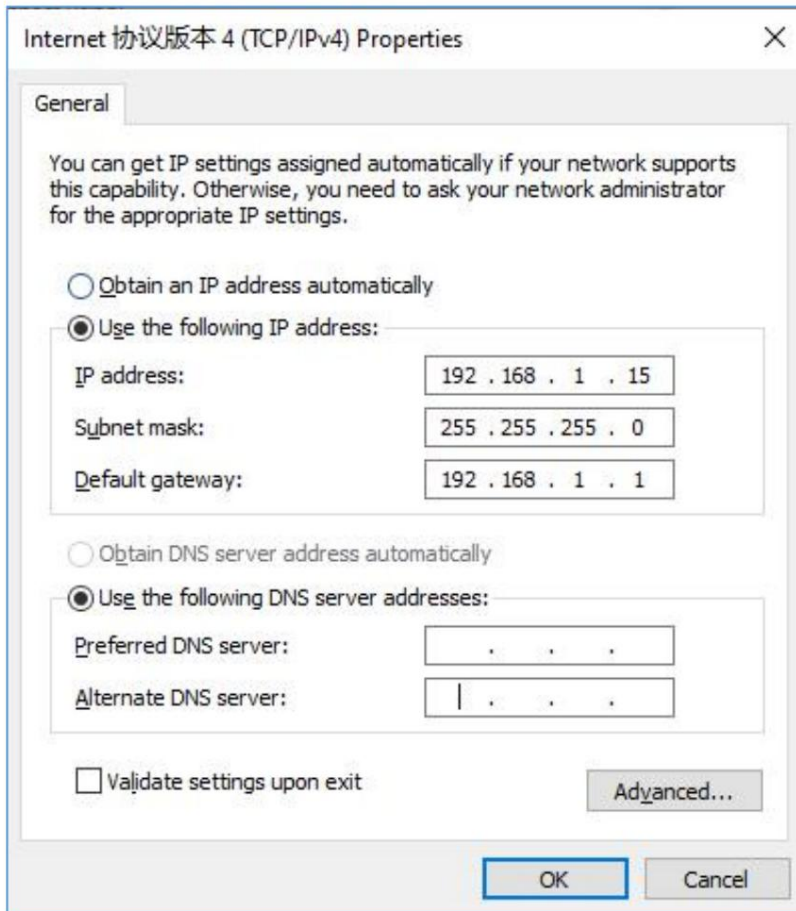 Internet 协议版本 4 (TCP/IPv4) Properties
General
You can get IP settings assigned automatically if your network supports
this capability. Otherwise, you need to ask your network administrator
for the appropriate IP settings.
Obtain an IP address automatically
Use the following IP address:
IP address: 192 . 168 . 1 . 15
Subnet mask: 255 . 255 . 255 . 0
Default gateway: 192 . 168 . 1 . 1
Obtain DNS server address automatically
Use the following DNS server addresses:
Preferred DNS server: . . .
Alternate DNS server: . . .
Validate settings upon exit
Advanced...
OK Cancel